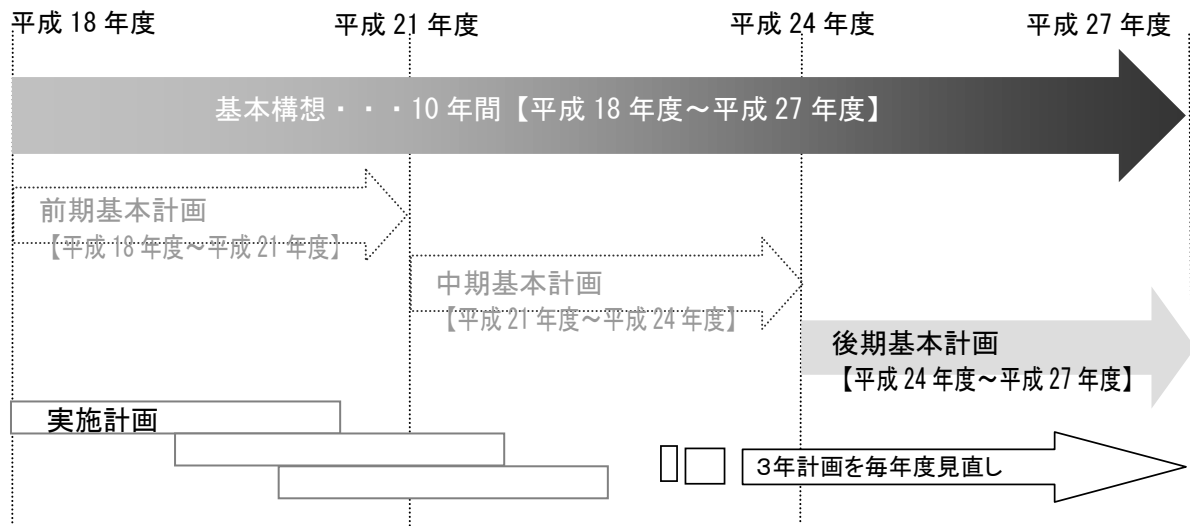 平成 18 年度
平成 21 年度
平成 24 年度
平成 27 年度
基本構想・・・10 年間【平成 18 年度～平成 27 年度】
前期基本計画
【平成 18 年度～平成 21 年度】
中期基本計画
【平成 21 年度～平成 24 年度】
後期基本計画
【平成 24 年度～平成 27 年度】
実施計画
３年計画を毎年度見直し